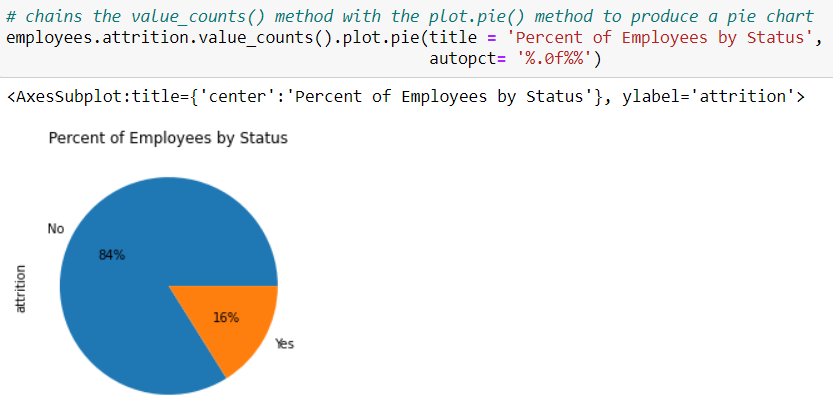 # chains the value_counts() method with the plot.pie() method to produce a pie chart
employees.attrition.value_counts().plot.pie(title = 'Percent of Employees by Status',
autopct= '%.0f%%')
<AxesSubplot:title={'center':'Percent of Employees by Status'}, ylabel='attrition'>
Percent of Employees by Status
No
84%
attrition
16%
Yes